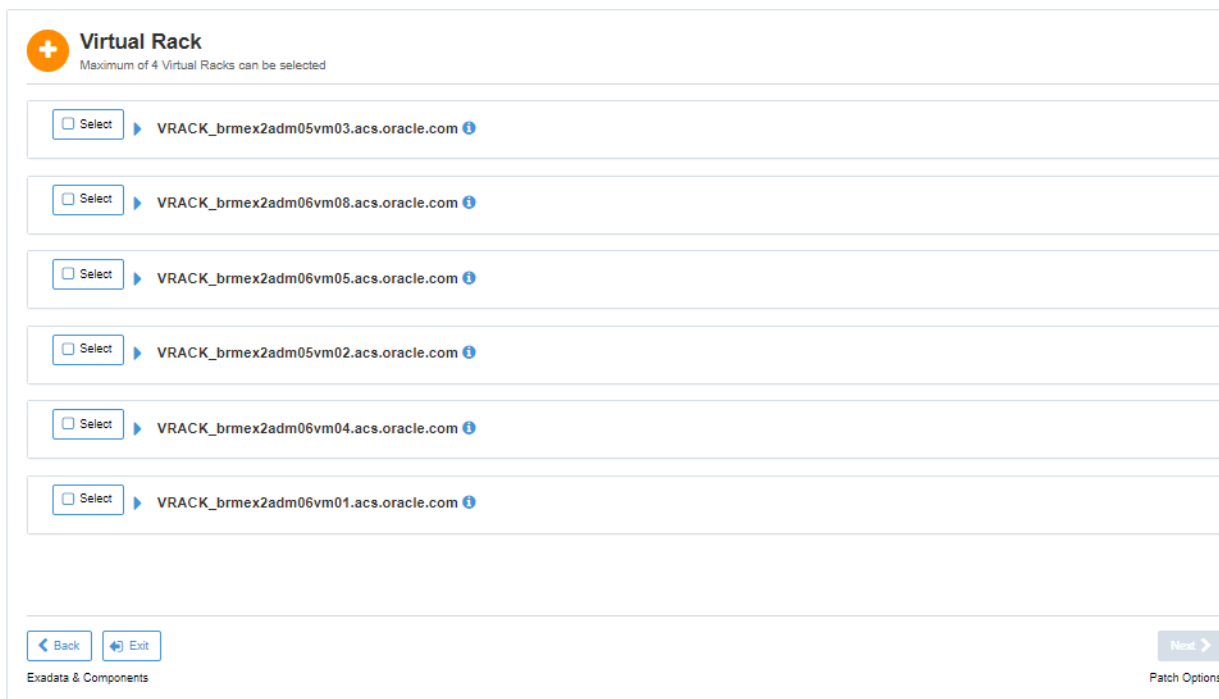 Virtual Rack
Maximum of 4 Virtual Racks can be selected
Select VRACK_brmex2adm05vm03.acs.oracle.com
Select VRACK_brmex2adm06vm08.acs.oracle.com
Select VRACK_brmex2adm06vm05.acs.oracle.com
Select VRACK_brmex2adm05vm02.acs.oracle.com
Select VRACK_brmex2adm06vm04.acs.oracle.com
Select VRACK_brmex2adm06vm01.acs.oracle.com
Back Exit Next
Exadata & Components Patch Options